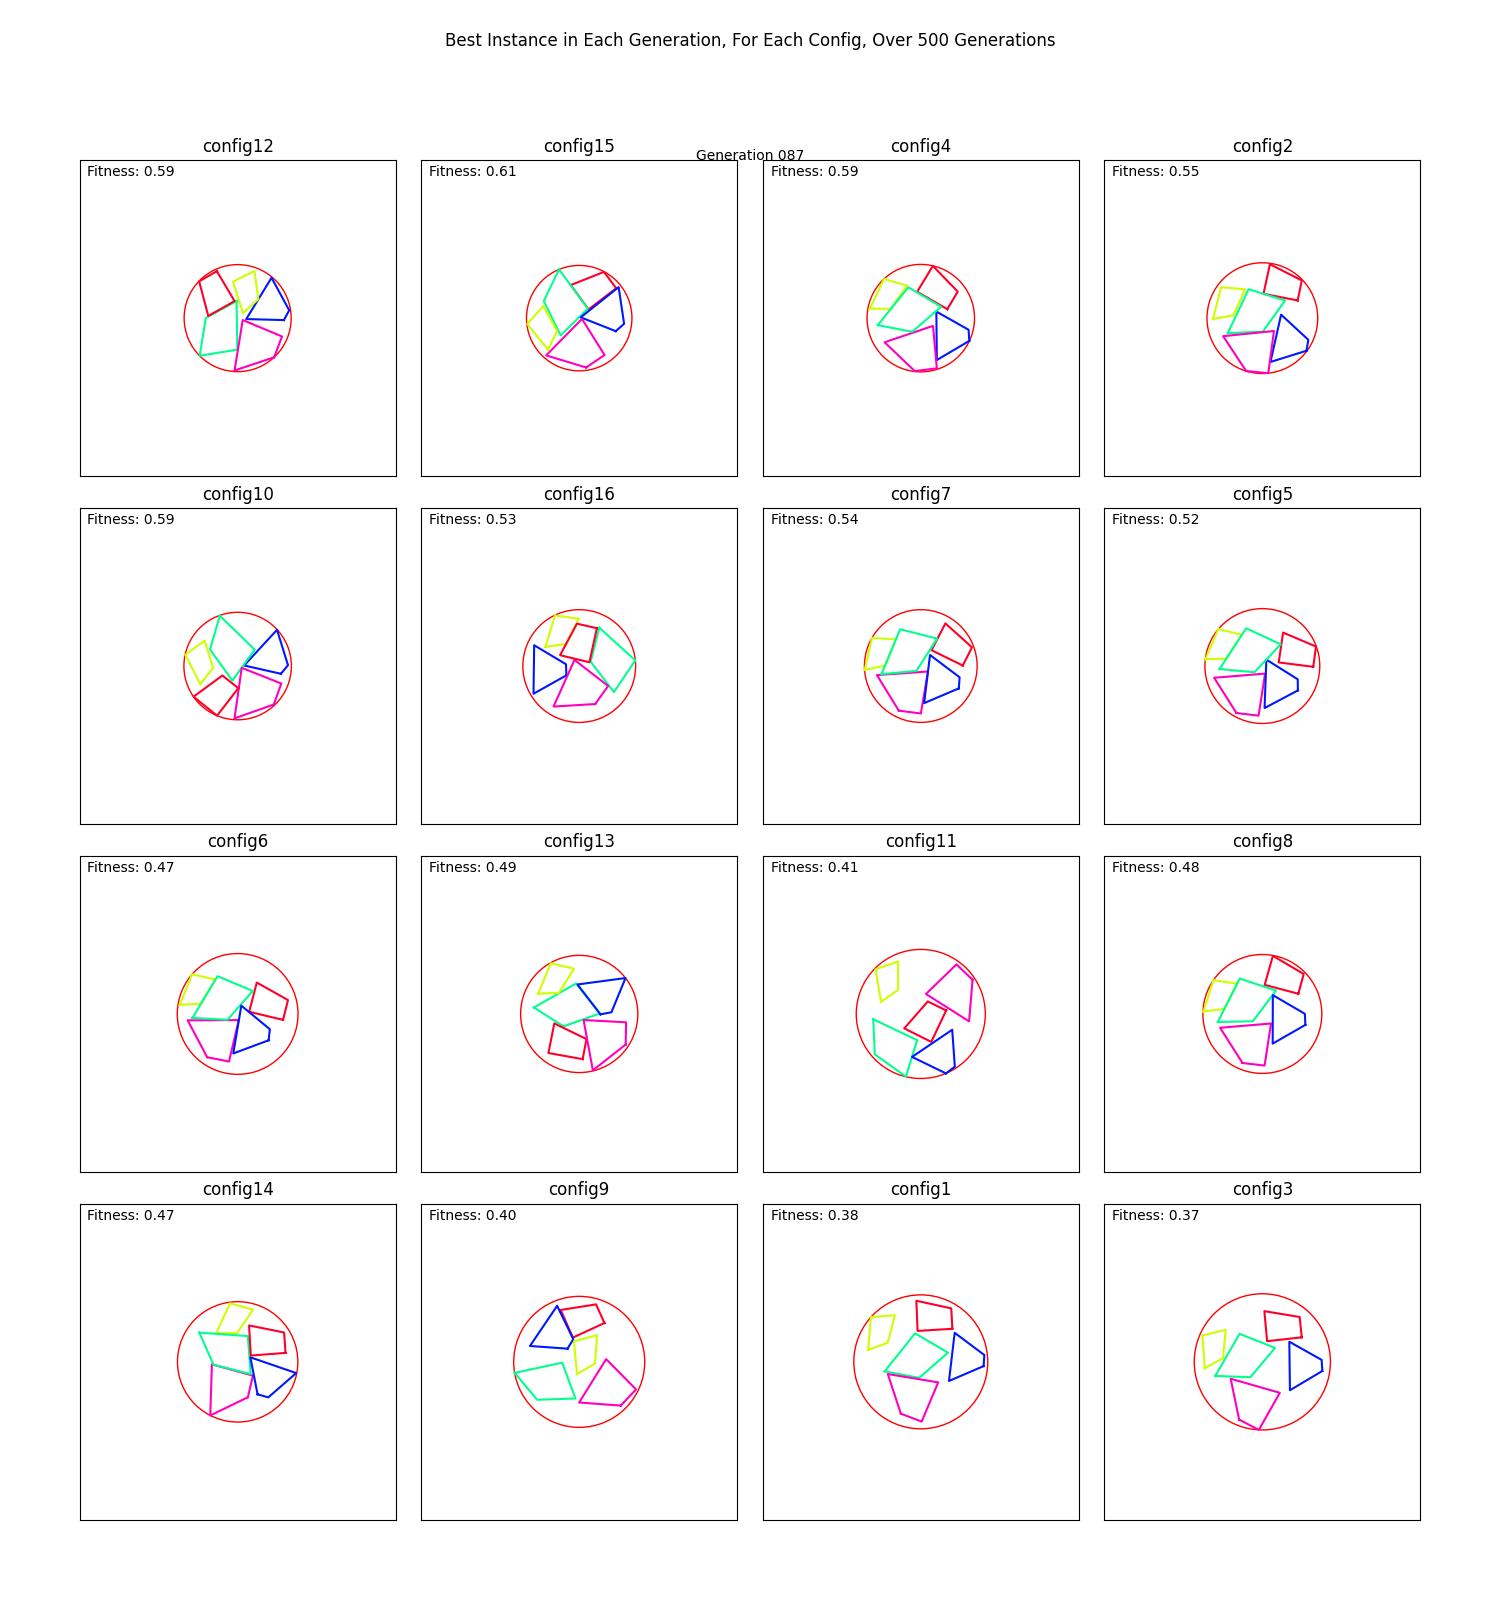 Best Instance in Each Generation, For Each Config, Over 500 Generations
Generation 087
config12
Fitness: 0.59
config15
Fitness: 0.61
config4
Fitness: 0.59
config2
Fitness: 0.55
config10
Fitness: 0.59
config16
Fitness: 0.53
config7
Fitness: 0.54
config5
Fitness: 0.52
config6
Fitness: 0.47
config13
Fitness: 0.49
config11
Fitness: 0.41
config8
Fitness: 0.48
config14
Fitness: 0.47
config9
Fitness: 0.40
config1
Fitness: 0.38
config3
Fitness: 0.37